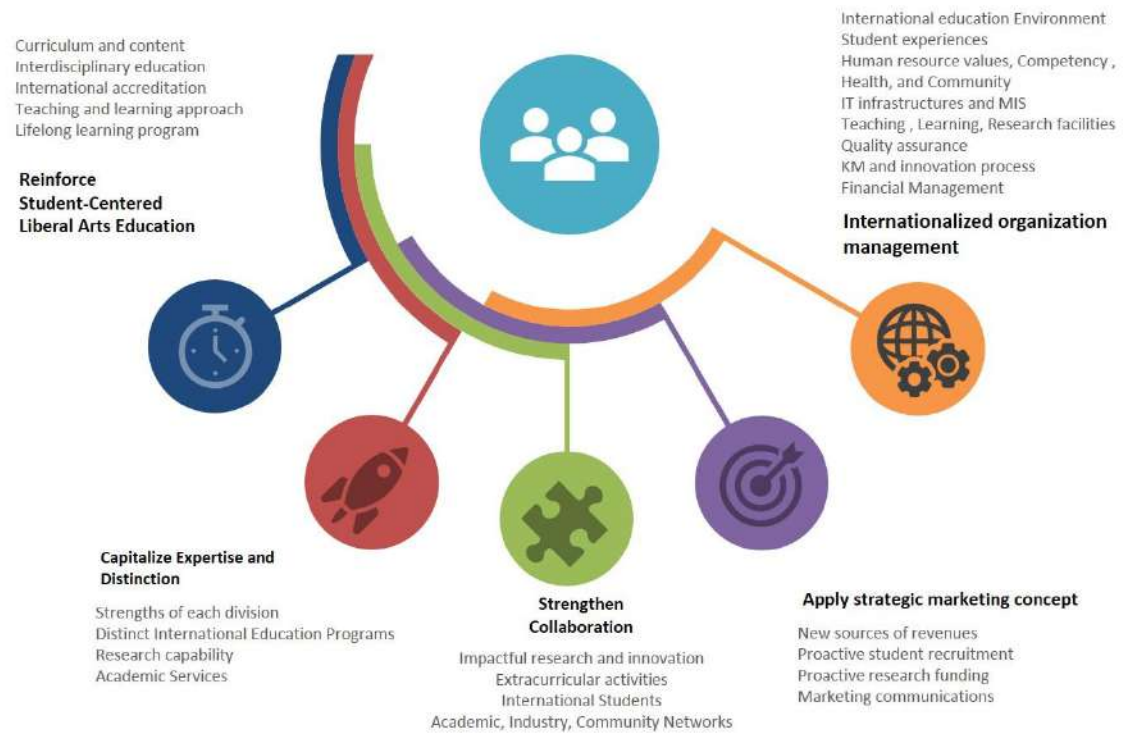 Curriculum and content
Interdisciplinary education
International accreditation
Teaching and learning approach
Lifelong learning program
Reinforce
Student-Centered
Liberal Arts Education
International education Environment
Student experiences
Human resource values, Competency ,
Health, and Community
IT infrastructures and MIS
Teaching , Learning, Research facilities
Quality assurance
KM and innovation process
Financial Management
Internationalized organization
management
Capitalize Expertise and
Distinction
Strengths of each division
Distinct International Education Programs
Research capability
Academic Services
Strengthen
Collaboration
Impactful research and innovation
Extracurricular activities
International Students
Academic, Industry, Community Networks
Apply strategic marketing concept
New sources of revenues
Proactive student recruitment
Proactive research funding
Marketing communications